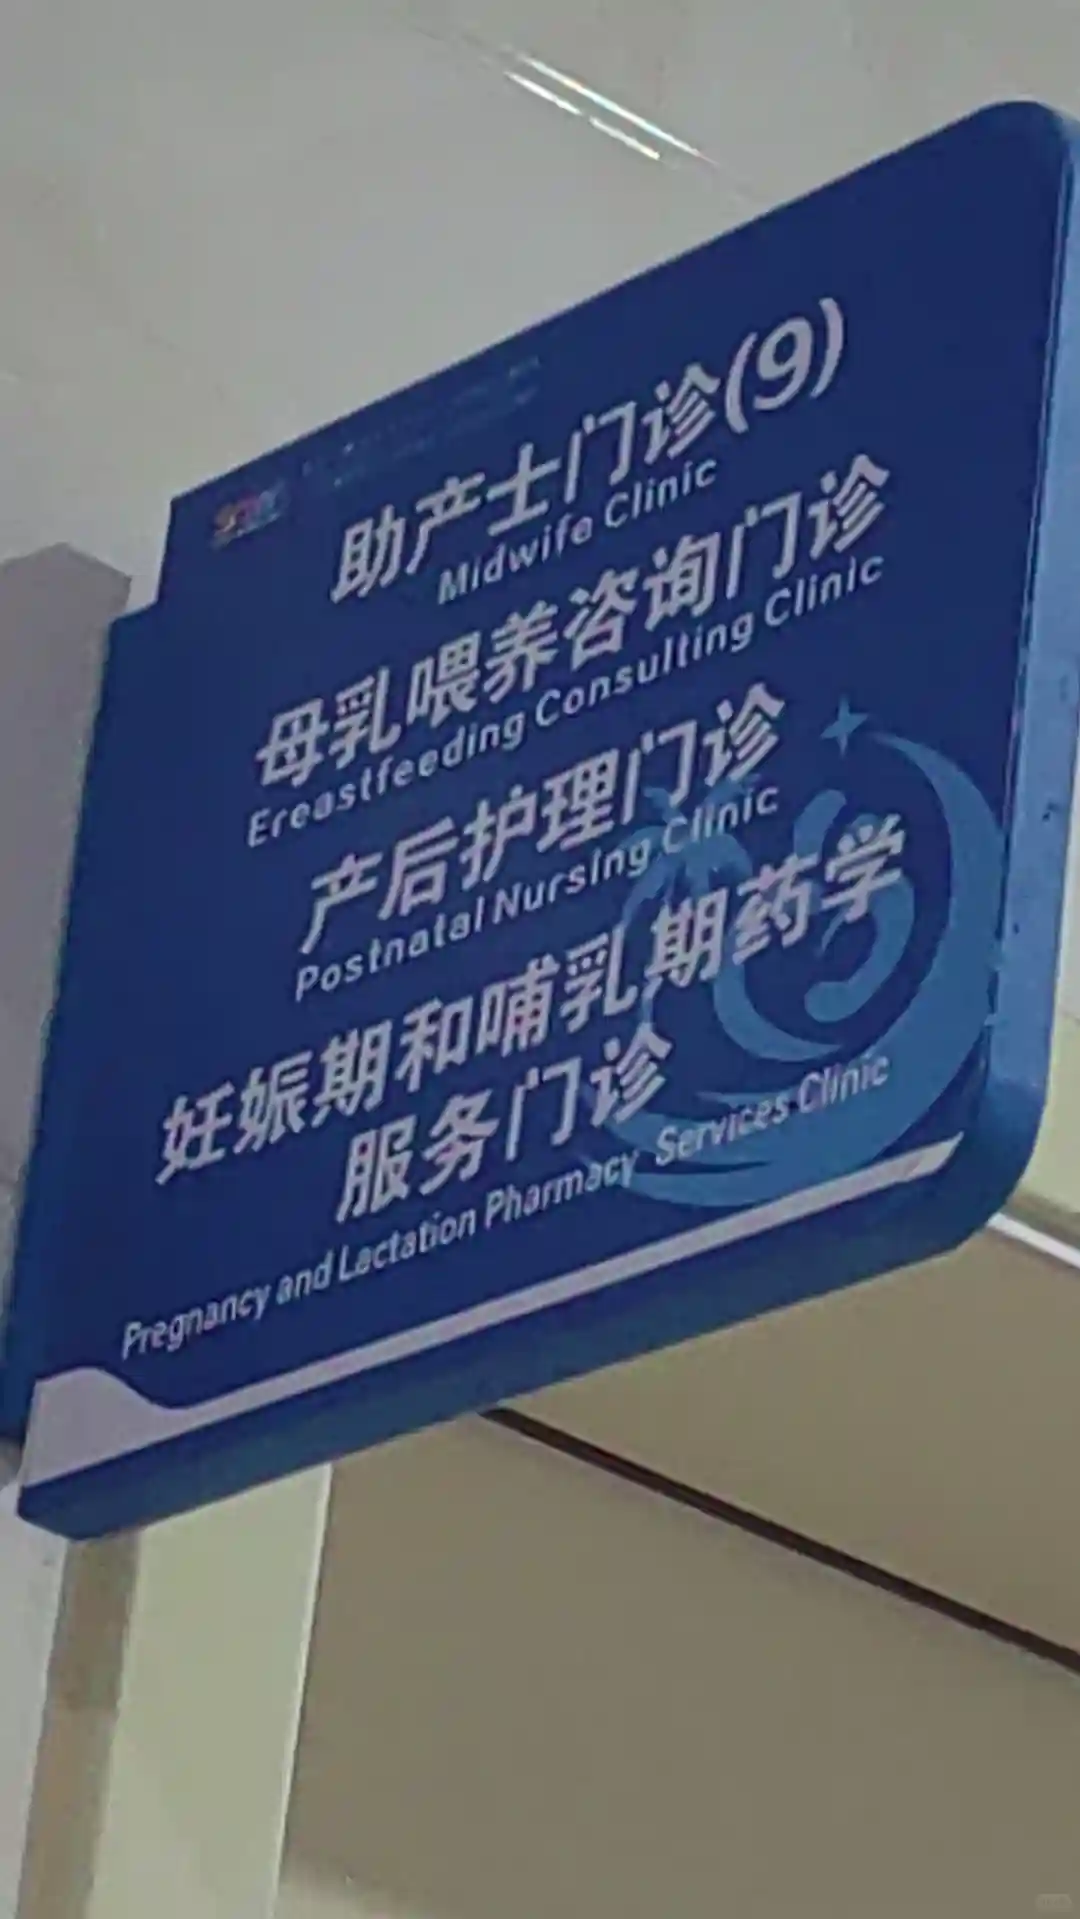 助产士门诊(9)
Midwife Clinic
母乳喂养咨询门诊
Ereastfeeding Consulting Clinic
产后护理门诊
Postnatal Nursing Clinic
妊娠期和哺乳期药学
服务门诊
Pregnancy and Lactation Pharmacy Services Clinic